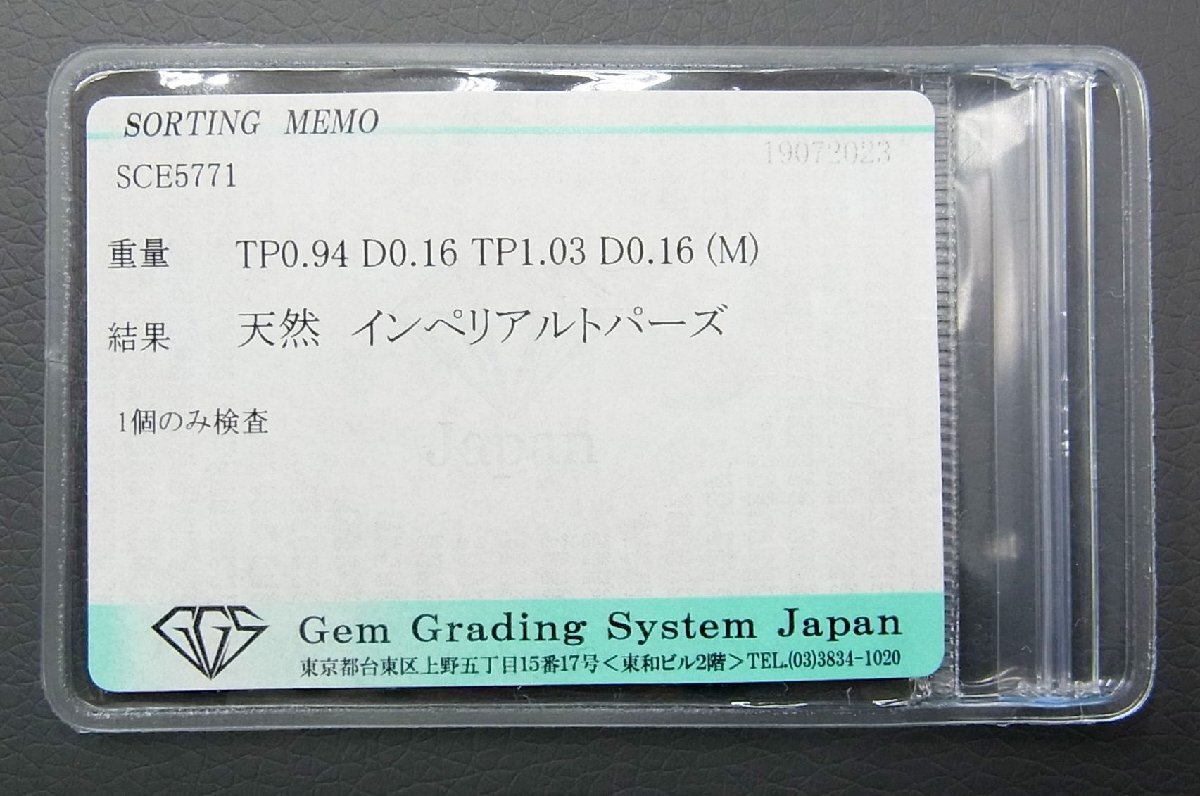 SORTING MEMO
19072023
SCE5771
重量 TP0.94 D0.16 TP1.03 D0.16 (M)
結果 天然 インペリアルトパーズ
1個のみ検査
Japan
GGS Gem Grading System Japan
東京都台東区上野五丁目15番17号<東和ビル2階>TEL.(03)3834-1020